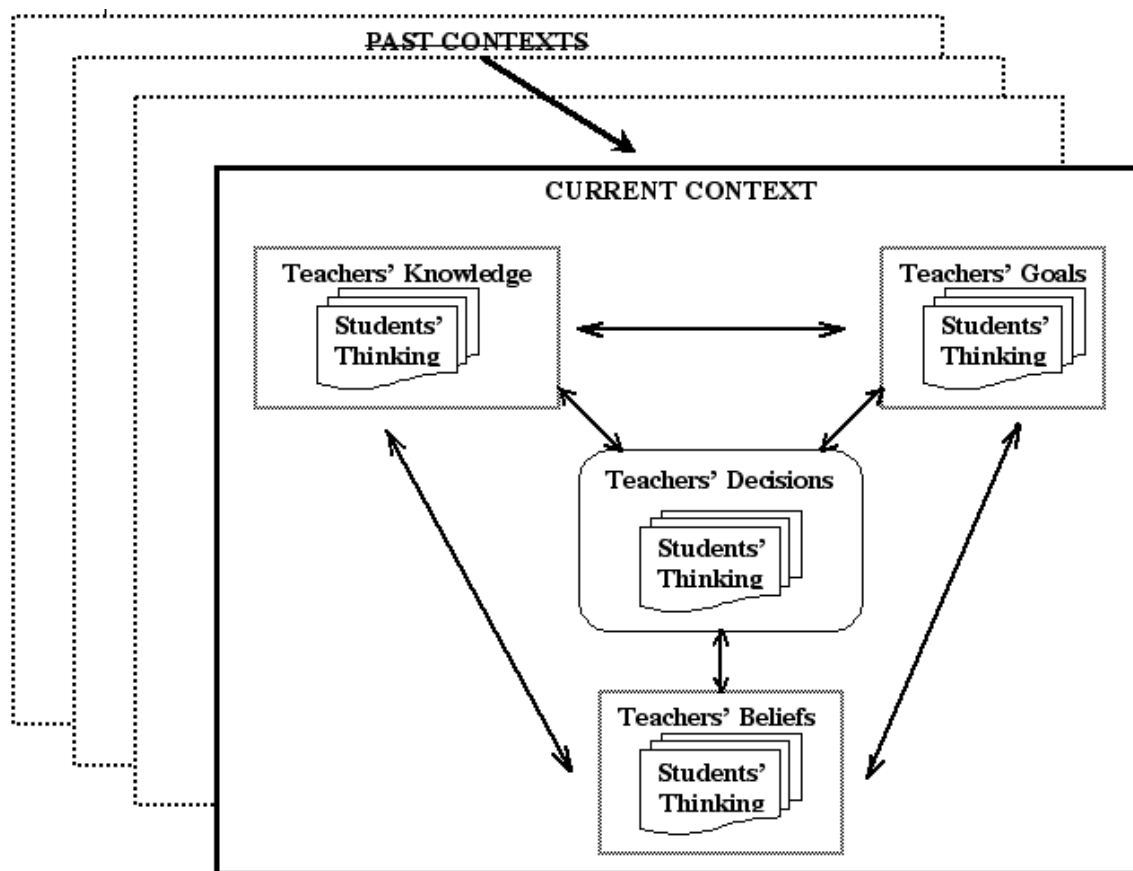 PAST CONTEXTS
CURRENT CONTEXT
Teachers’ Knowledge
Students’
Thinking
Teachers’ Goals
Students’
Thinking
Teachers’ Decisions
Students’
Thinking
Teachers’ Beliefs
Students’
Thinking